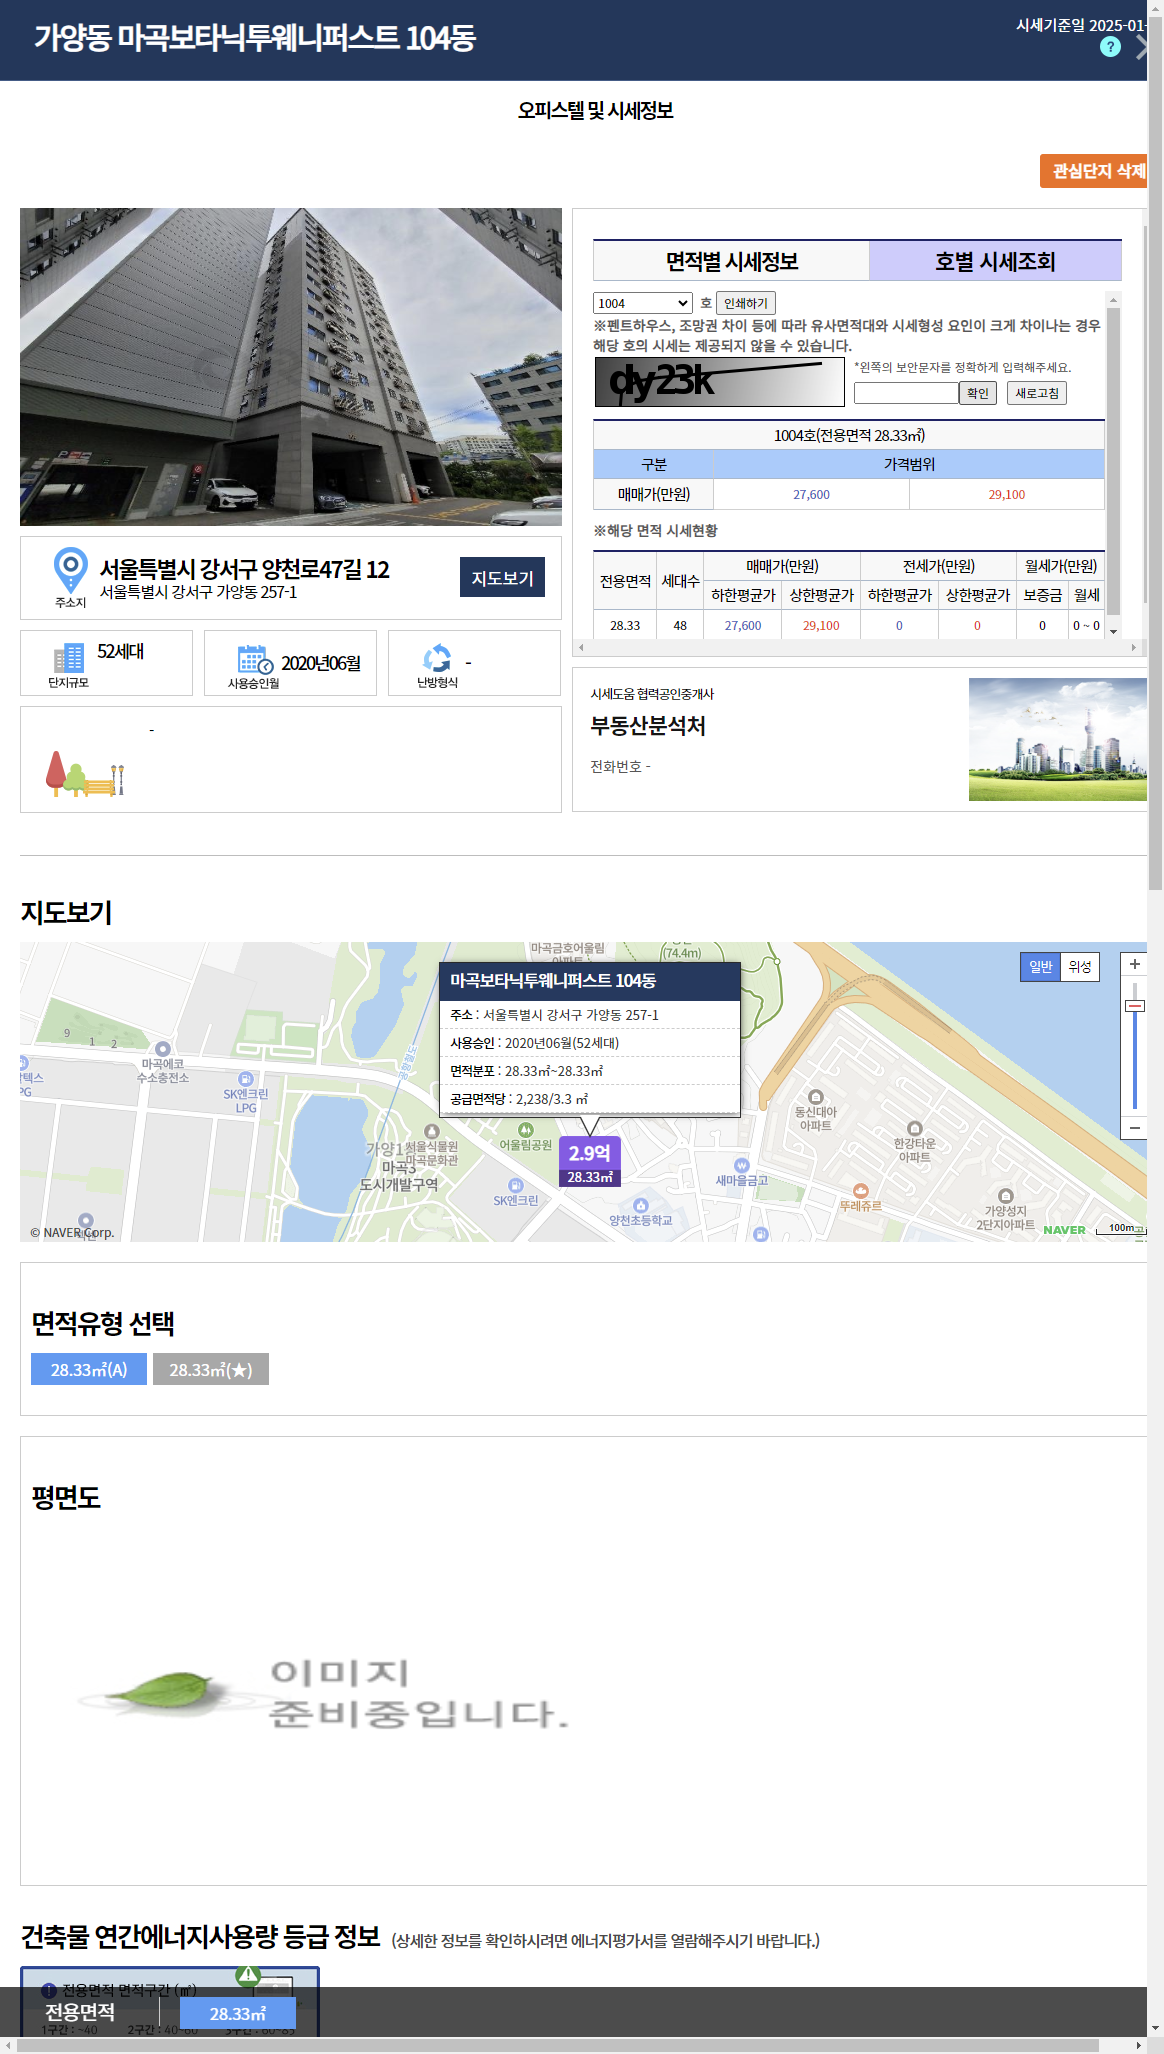 가양동 마곡보타닉투웨니퍼스트 104동
시세기준일 2025-01-
?
오피스텔 및 시세정보
관심단지 삭제
면적별 시세정보
호별 시세조회
1004 호 인쇄하기
※펜트하우스, 조망권 차이 등에 따라 유사면적대와 시세형성 요인이 크게 차이나는 경우
해당 호의 시세는 제공되지 않을 수 있습니다.
dy23k
*왼쪽의 보안문자를 정확하게 입력해주세요.
확인 새로고침
1004호(전용면적 28.33㎡)
구분 가격범위
매매가(만원) 27,600 29,100
※해당 면적 시세현황
전용면적 세대수 매매가(만원) 전세가(만원) 월세가(만원)
하한평균가 상한평균가 하한평균가 상한평균가 보증금 월세
28.33 48 27,600 29,100 0 0 0 0 ~ 0
주소지
서울특별시 강서구 양천로47길 12
서울특별시 강서구 가양동 257-1
지도보기
단지규모 52세대
사용승인월 2020년06월
난방형식 -
-
시세도움 협력공인중개사
부동산분석처
전화번호 -
지도보기
마곡금호어울림
아파트
(74.4m)
일반 위성
마곡보타닉투웨니퍼스트 104동
주소 : 서울특별시 강서구 가양동 257-1
사용승인 : 2020년06월(52세대)
면적분포 : 28.33㎡~28.33㎡
공급면적당 : 2,238/3.3 ㎡
2.9억
28.33㎡
9
1
2
마곡에코
수소충전소
SK엔크린
LPG
공항철도
동신대아
아파트
한강타운
아파트
어울림공원
서울식물원
마곡문화관
가양1
마곡3
도시개발구역
SK엔크린
새마을금고
양천초등학교
뚜레쥬르
가양성지
2단지아파트
NAVER
100m
© NAVER Corp.
면적유형 선택
28.33㎡(A)
28.33㎡(★)
평면도
이미지
준비중입니다.
건축물 연간에너지사용량 등급 정보 (상세한 정보를 확인하시려면 에너지평가서를 열람해주시기 바랍니다.)
전용면적 면적구간 (㎡)
전용면적 28.33㎡
1구간 : ~40 2구간 : 40~60 3구간 : 60~85